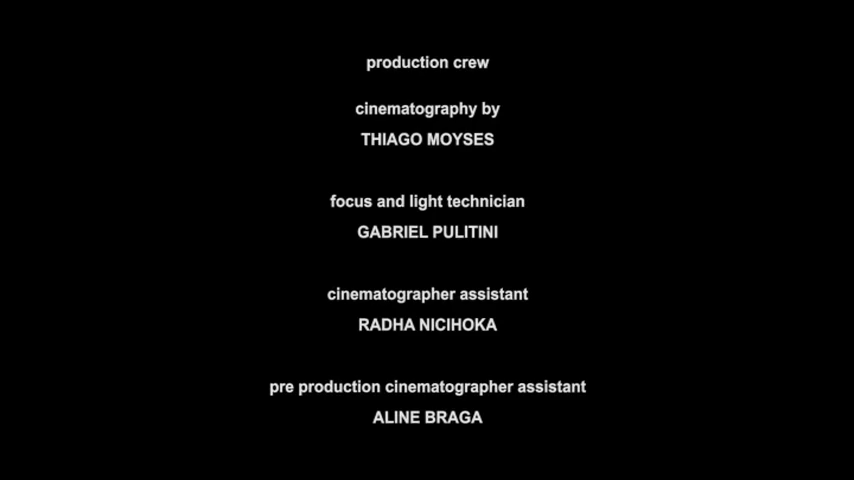 production crew
cinematography by
THIAGO MOYSES
focus and light technician
GABRIEL PULITINI
cinematographer assistant
RADHA NICIHOKA
pre production cinematographer assistant
ALINE BRAGA